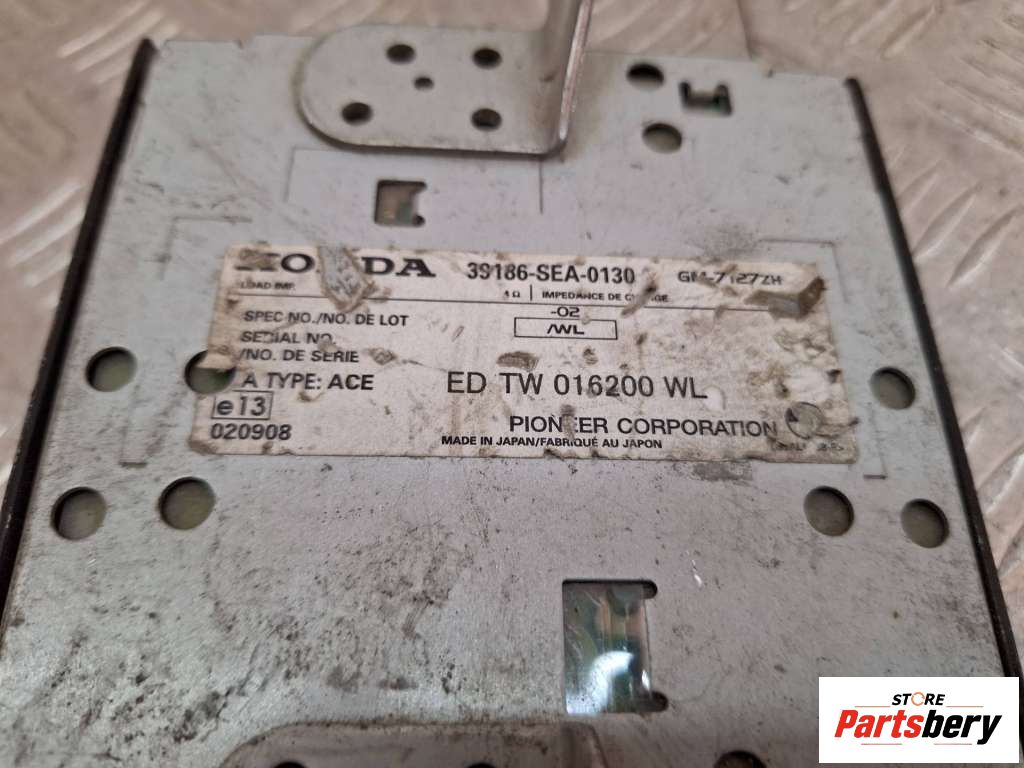 HONDA 39186-SEA-0130 GM-7127ZH
LOAD IMP. 4Ω IMPEDANCE DE CHARGE
SPEC NO./NO. DE LOT -02
/WL
SERIAL NO.
/NO. DE SERIE
A TYPE: ACE ED TW 016200 WL
e13
020908 PIONEER CORPORATION
MADE IN JAPAN/FABRIQUÉ AU JAPON
STORE
Partsbery